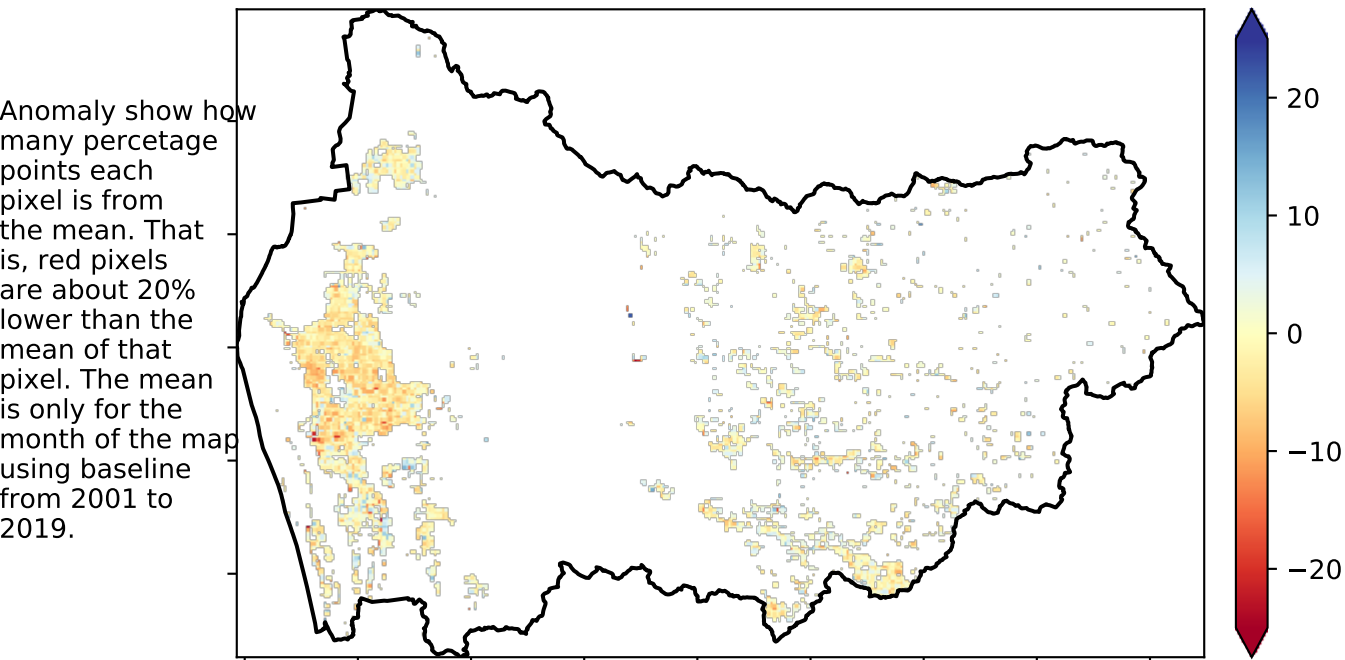 Anomaly show how
many percetage
points each
pixel is from
the mean. That
is, red pixels
are about 20%
lower than the
mean of that
pixel. The mean
is only for the
month of the map
using baseline
from 2001 to
2019.
20
10
0
−10
−20